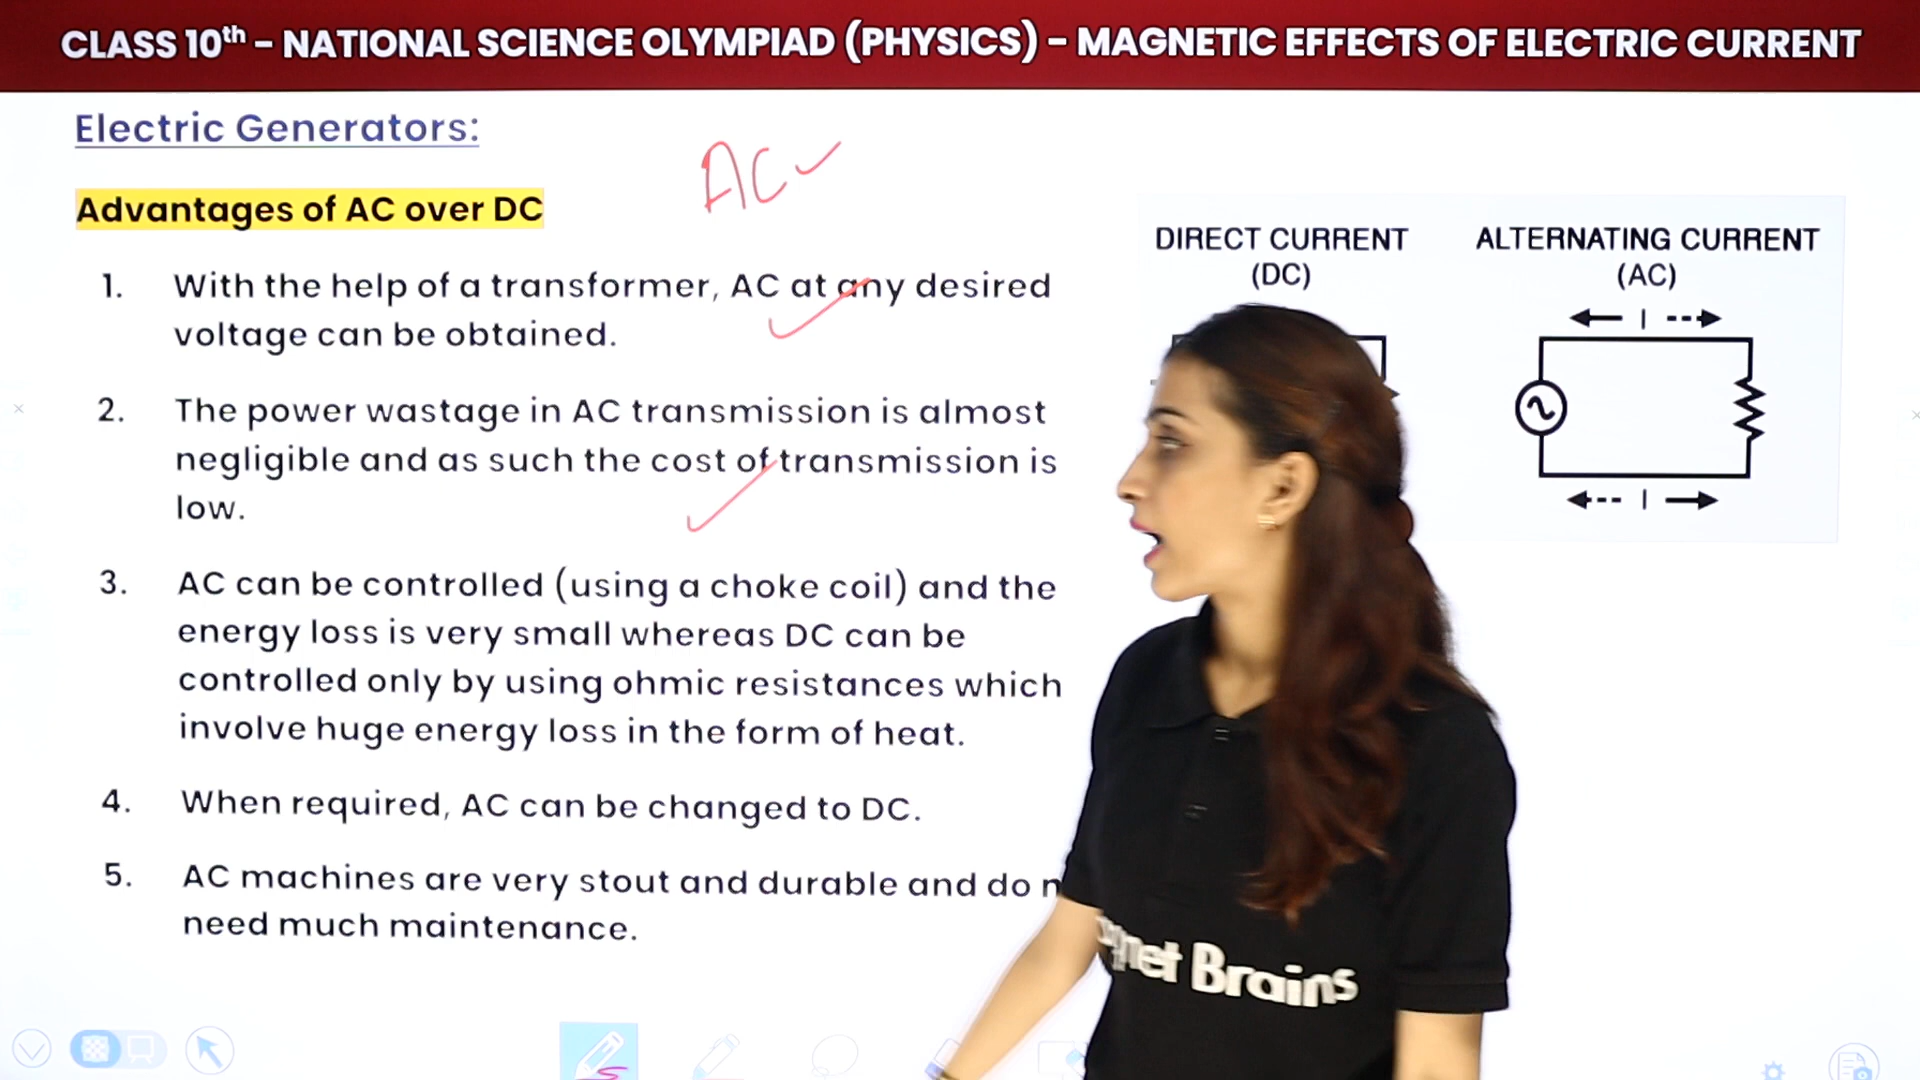 CLASS 10th – NATIONAL SCIENCE OLYMPIAD (PHYSICS) – MAGNETIC EFFECTS OF ELECTRIC CURRENT
Electric Generators:
AC
Advantages of AC over DC
1. With the help of a transformer, AC at any desired
voltage can be obtained.
2. The power wastage in AC transmission is almost
negligible and as such the cost of transmission is
low.
3. AC can be controlled (using a choke coil) and the
energy loss is very small whereas DC can be
controlled only by using ohmic resistances which
involve huge energy loss in the form of heat.
4. When required, AC can be changed to DC.
5. AC machines are very stout and durable and do
need much maintenance.
DIRECT CURRENT
(DC)
ALTERNATING CURRENT
(AC)
I
I
Brains